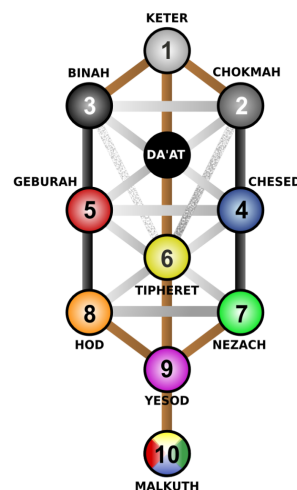 KETER
1
BINAH
CHOKMAH
3
2
DA'AT
GEBURAH
CHESED
5
4
6
TIPHERET
8
7
HOD
NEZACH
9
YESOD
10
MALKUTH